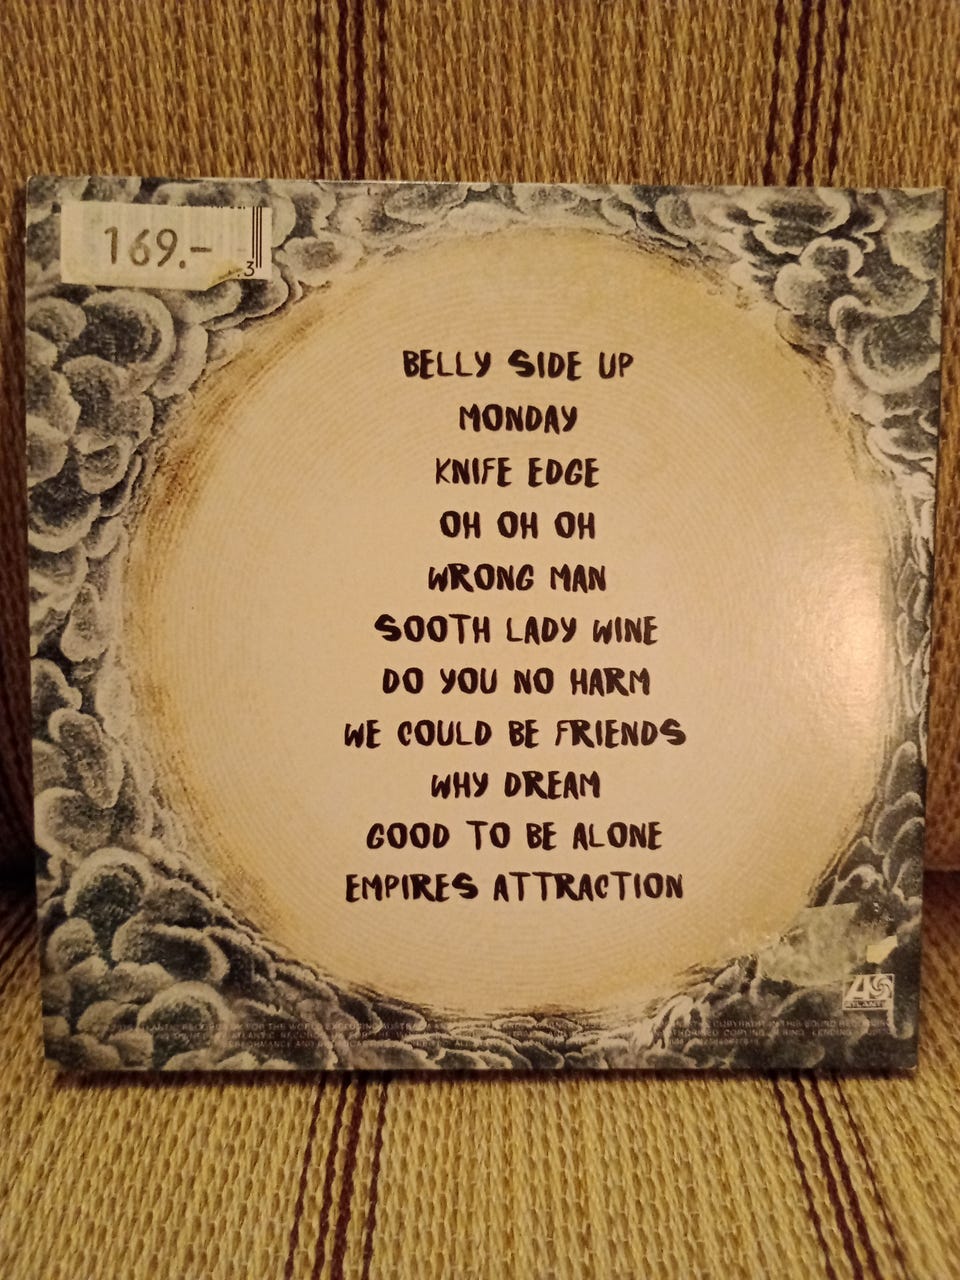 169.-
3
BELLY SIDE UP
MONDAY
KNIFE EDGE
OH OH OH
WRONG MAN
SOOTH LADY WINE
DO YOU NO HARM
WE COULD BE FRIENDS
WHY DREAM
GOOD TO BE ALONE
EMPIRES ATTRACTION
ATLANTIC